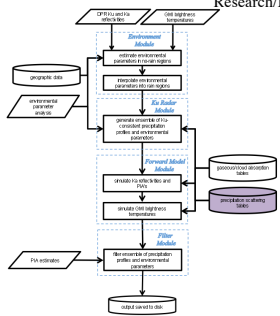 Research/
DPR Ku and Ka
reflectivities
GMI brightness
temperatures
Environment
Module
estimate environment
parameters in no-rain regions
geographic data
interpolate environment
parameters into rain regions
environmental
parameter
analysis
Ku Radar
Module
generate ensemble of Ku-
consistent precipitation
profiles and environmental
parameters
Forward Model
Module
simulate Ka reflectivities and
PIA's
gaseous/cloud absorption
tables
simulate GMI brightness
temperatures
precipitation scattering
tables
Filter
Module
PIA estimates
filter ensemble of precipitation
profiles and environmental
parameters
output saved to disk